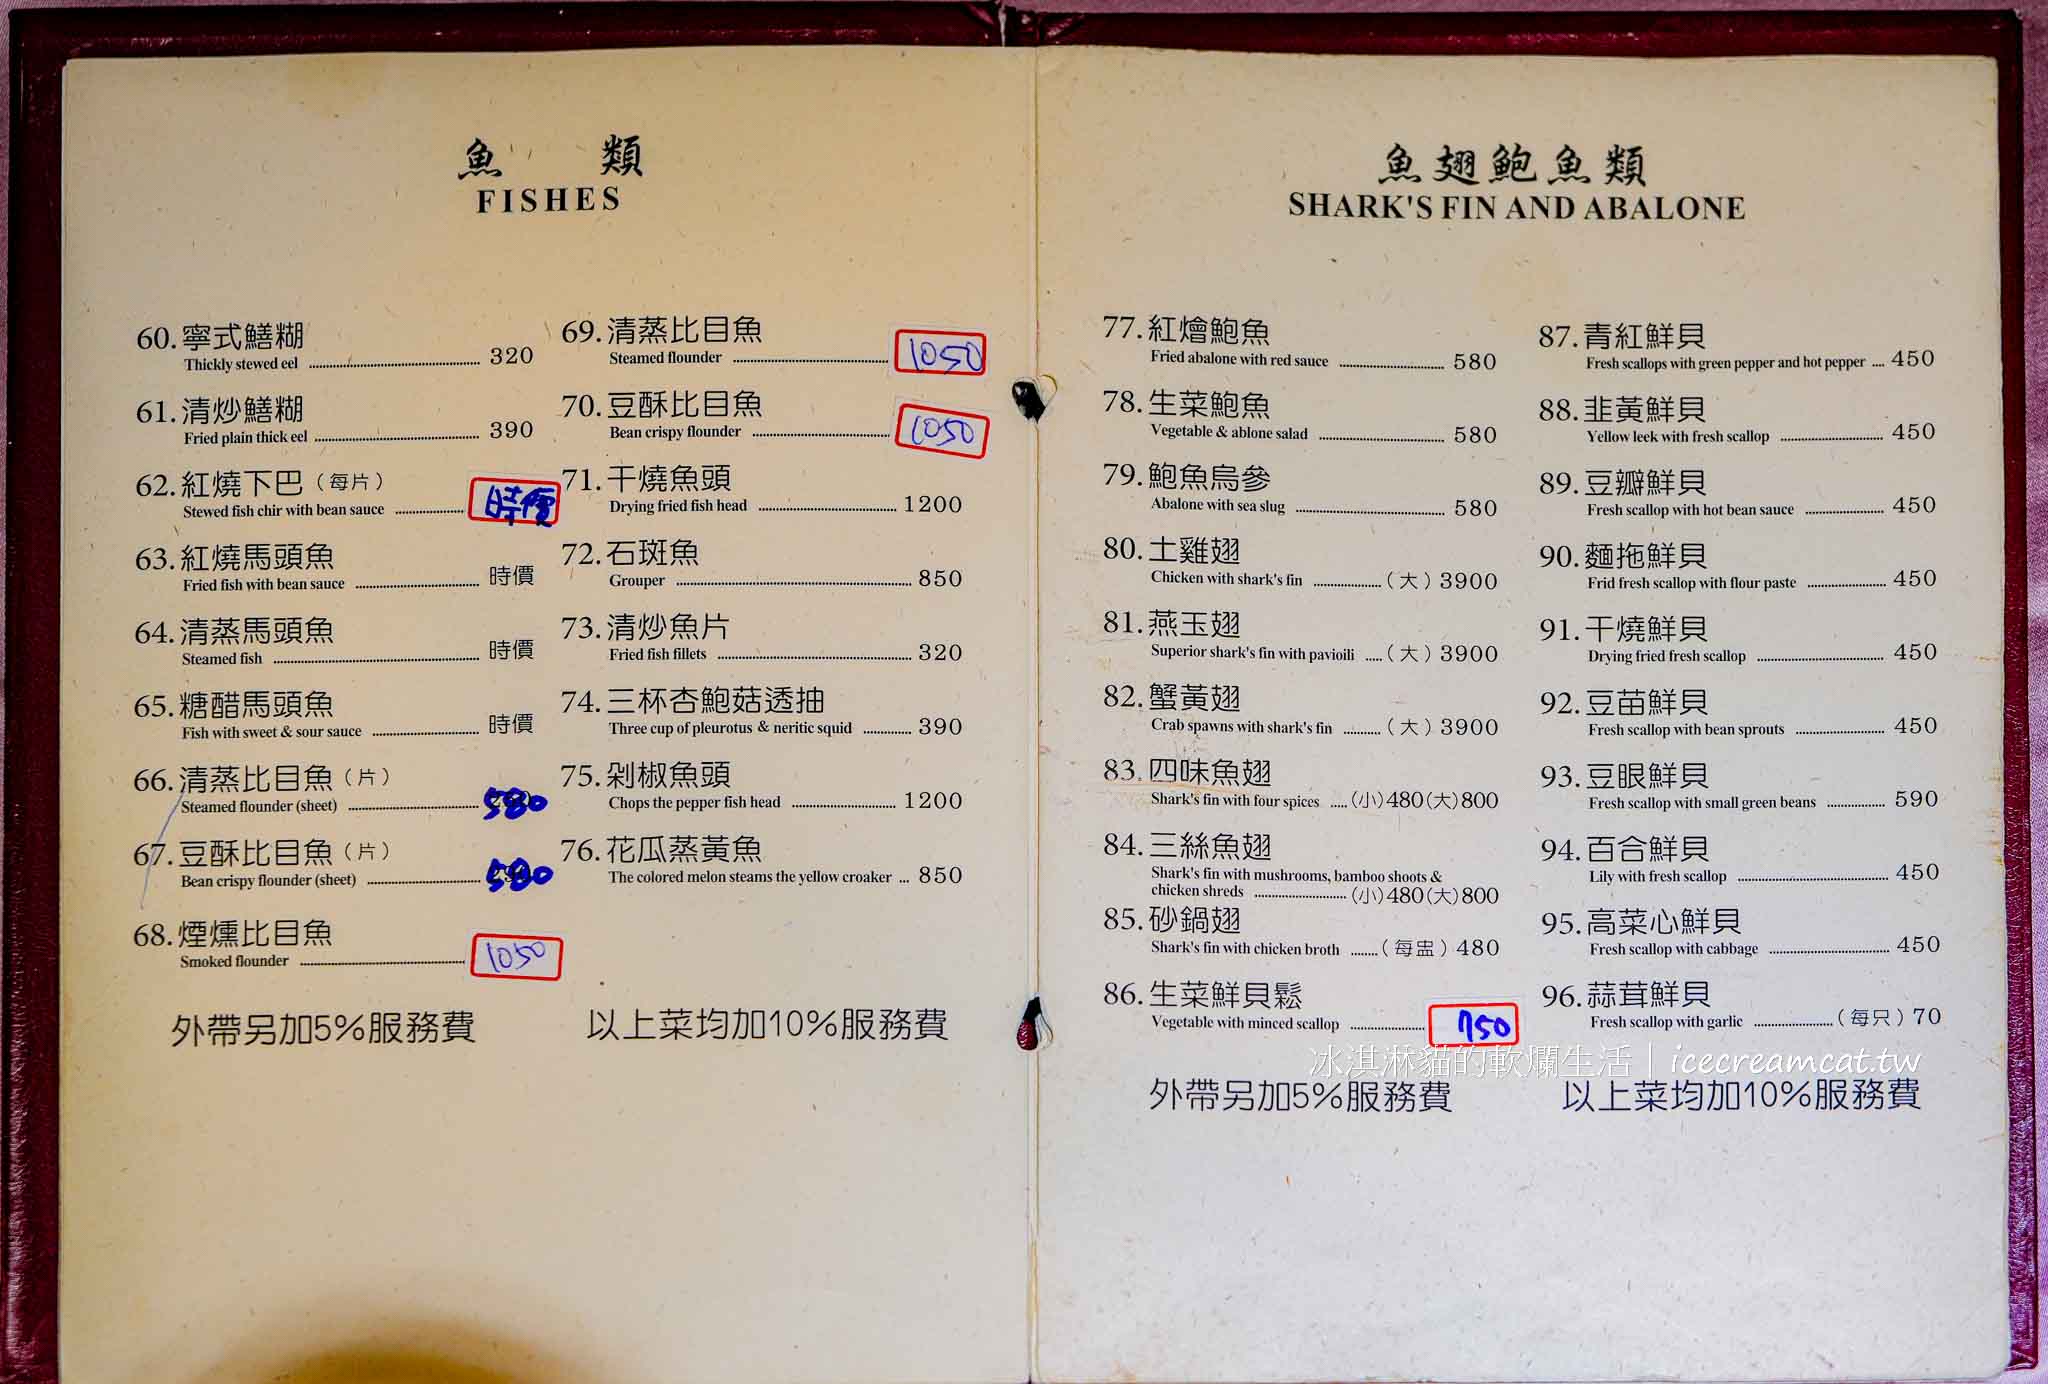 魚 類
FISHES
60. 寧式鱔糊
Thickly stewed eel 320
61. 清炒鱔糊
Fried plain thick eel 390
62. 紅燒下巴（每片）
Stewed fish chir with bean sauce 時價
63. 紅燒馬頭魚
Fried fish with bean sauce 時價
64. 清蒸馬頭魚
Steamed fish 時價
65. 糖醋馬頭魚
Fish with sweet & sour sauce 時價
66. 清蒸比目魚（片）
Steamed flounder (sheet) 580
67. 豆酥比目魚（片）
Bean crispy flounder (sheet) 580
68. 煙燻比目魚
Smoked flounder 1050
69. 清蒸比目魚
Steamed flounder 1050
70. 豆酥比目魚
Bean crispy flounder 1050
71. 干燒魚頭
Drying fried fish head 1200
72. 石斑魚
Grouper 850
73. 清炒魚片
Fried fish fillets 320
74. 三杯杏鮑菇透抽
Three cup of pleurotus & neritic squid 390
75. 剁椒魚頭
Chops the pepper fish head 1200
76. 花瓜蒸黃魚
The colored melon steams the yellow croaker 850
外帶另加5%服務費 以上菜均加10%服務費
魚翅鮑魚類
SHARK'S FIN AND ABALONE
77. 紅燴鮑魚
Fried abalone with red sauce 580
78. 生菜鮑魚
Vegetable & ablone salad 580
79. 鮑魚烏參
Abalone with sea slug 580
80. 土雞翅
Chicken with shark's fin （大）3900
81. 燕玉翅
Superior shark's fin with pavioili （大）3900
82. 蟹黃翅
Crab spawns with shark's fin （大）3900
83. 四味魚翅
Shark's fin with four spices (小)480(大)800
84. 三絲魚翅
Shark's fin with mushrooms, bamboo shoots &
chicken shreds (小)480(大)800
85. 砂鍋翅
Shark's fin with chicken broth （每盅）480
86. 生菜鮮貝鬆
Vegetable with minced scallop 750
87. 青紅鮮貝
Fresh scallops with green pepper and hot pepper 450
88. 韭黃鮮貝
Yellow leek with fresh scallop 450
89. 豆瓣鮮貝
Fresh scallop with hot bean sauce 450
90. 麵拖鮮貝
Frid fresh scallop with flour paste 450
91. 干燒鮮貝
Drying fried fresh scallop 450
92. 豆苗鮮貝
Fresh scallop with bean sprouts 450
93. 豆眼鮮貝
Fresh scallop with small green beans 590
94. 百合鮮貝
Lily with fresh scallop 450
95. 高菜心鮮貝
Fresh scallop with cabbage 450
96. 蒜茸鮮貝
Fresh scallop with garlic （每只）70
冰淇淋貓的軟爛生活｜icecreamcat.tw
外帶另加5%服務費 以上菜均加10%服務費